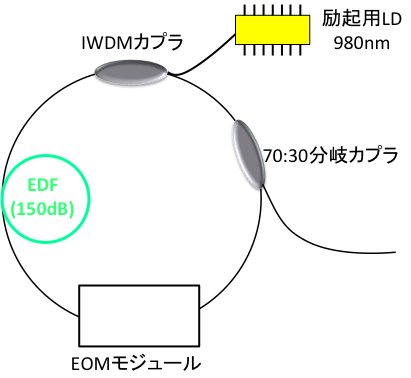 励起用LD
980nm
IWDMカプラ
70:30分岐カプラ
EDF
(150dB)
EOMモジュール